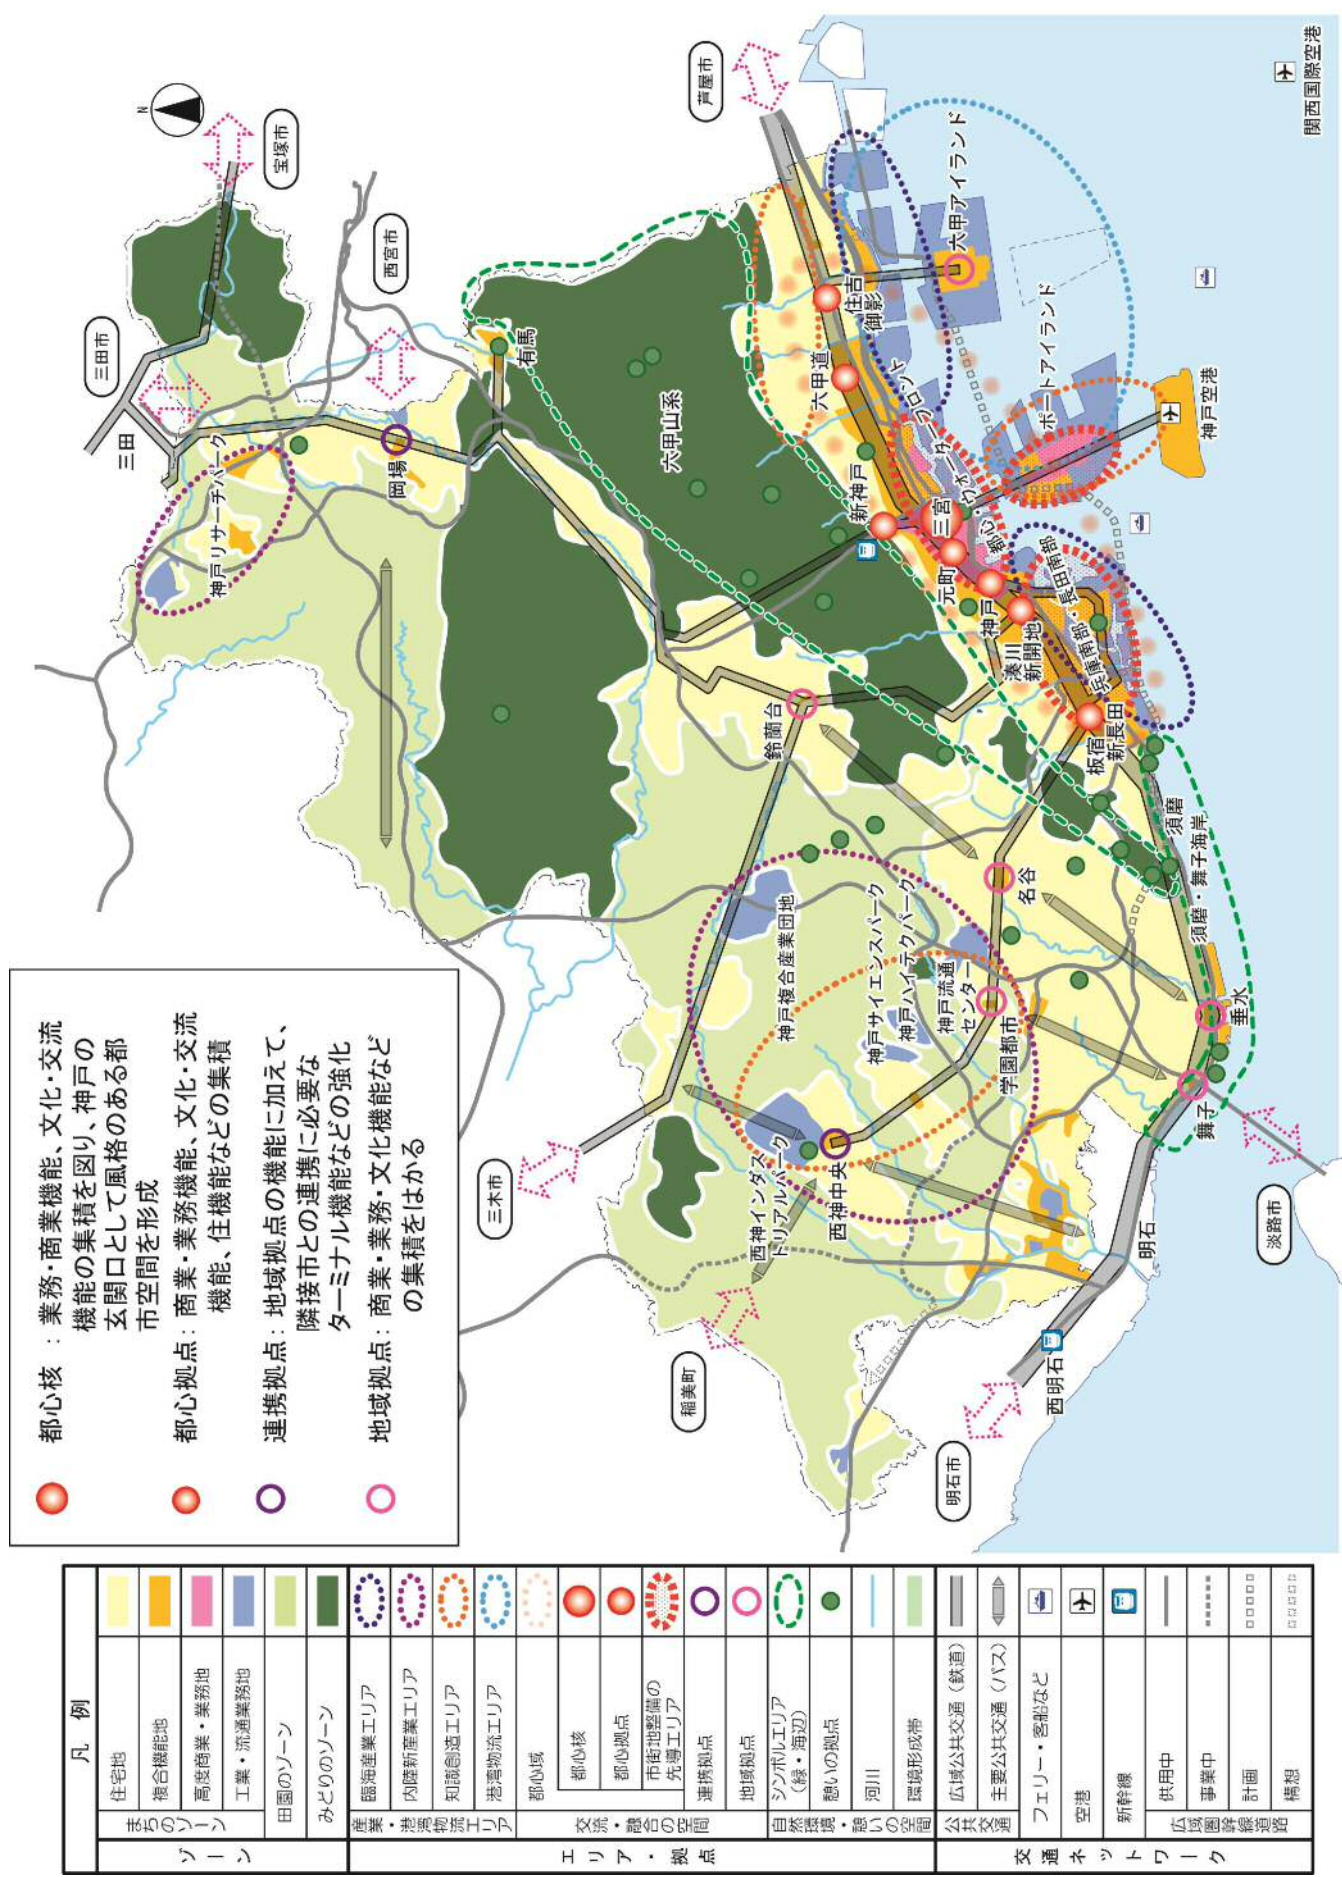 都心核 : 業務・商業機能、文化・交流
機能の集積を図り、神戸の
玄関口として風格のある都
市空間を形成
都心拠点: 商業・業務機能、文化・交流
機能、住機能などの集積
連携拠点: 地域拠点の機能に加えて、
隣接市との連携に必要な
ターミナル機能などの強化
地域拠点: 商業・業務・文化機能など
の集積をはかる
N
三田市
宝塚市
西宮市
芦屋市
三木市
稲美町
明石市
淡路市
三田
神戸リサーチパーク
岡場
有馬
六甲山系
鈴蘭台
新神戸
六甲道
住吉
御影
六甲アイランド
三宮
元町
神戸
都心・ウォーターフロント
ポートアイランド
神戸空港
関西国際空港
湊川
新開地
兵庫南部・長田南部
板宿
新長田
名谷
須磨
須磨・舞子海岸
垂水
舞子
学園都市
神戸複合産業団地
神戸サイエンスパーク
神戸ハイテクパーク
神戸流通
センター
西神インダス
トリアルパーク
西神中央
明石
西明石
凡 例
ゾーン
まちのゾーン
住宅地
複合機能地
高度商業・業務地
工業・流通業務地
田園のゾーン
みどりのゾーン
エリア・拠点
産業・港湾物流エリア
臨海産業エリア
内陸新産業エリア
知識創造エリア
港湾物流エリア
交流・融合の空間
都心域
都心核
都心拠点
市街地整備の
先導エリア
連携拠点
地域拠点
自然環境・憩いの空間
シンボルエリア
(緑・海辺)
憩いの拠点
河川
環境形成帯
交通ネットワーク
公共交通
広域公共交通(鉄道)
主要公共交通(バス)
フェリー・客船など
空港
新幹線
広域圏幹線道路
供用中
事業中
計画
構想